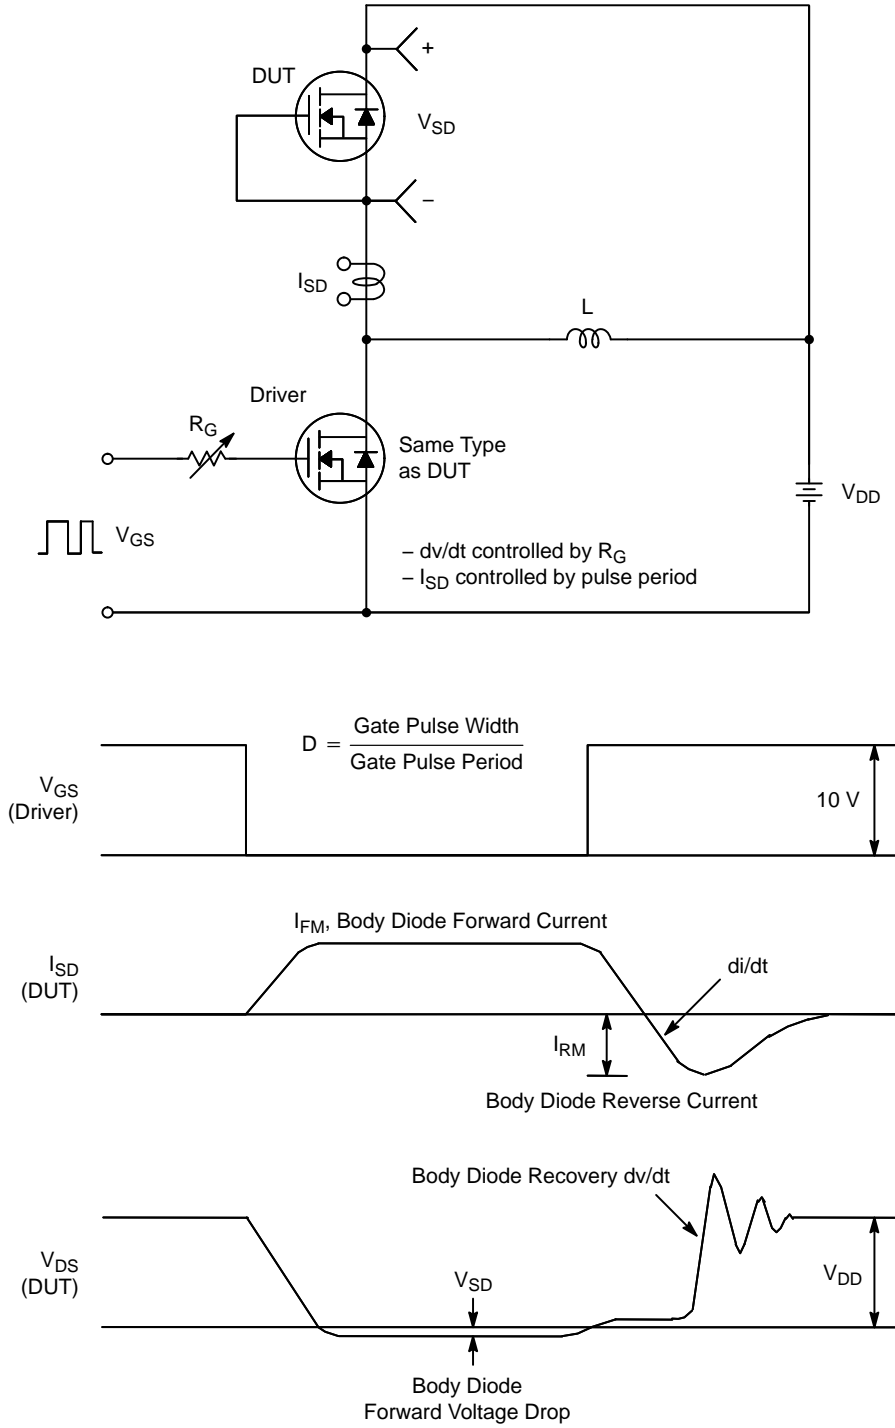 +
DUT
V_SD
−
I_SD
L
Driver
R_G
Same Type
as DUT
V_DD
V_GS
– dv/dt controlled by R_G
– I_SD controlled by pulse period
D = Gate Pulse Width / Gate Pulse Period
V_GS
(Driver)
10 V
I_FM, Body Diode Forward Current
I_SD
(DUT)
di/dt
I_RM
Body Diode Reverse Current
Body Diode Recovery dv/dt
V_DS
(DUT)
V_SD
V_DD
Body Diode
Forward Voltage Drop